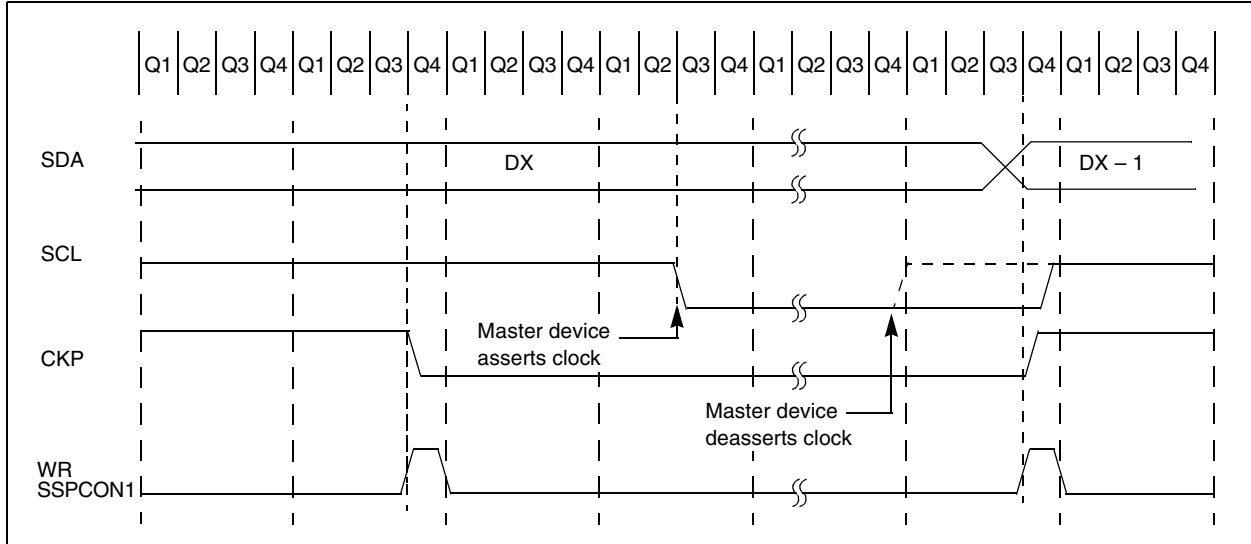 Q1 Q2 Q3 Q4 Q1 Q2 Q3 Q4 Q1 Q2 Q3 Q4 Q1 Q2 Q3 Q4 Q1 Q2 Q3 Q4 Q1 Q2 Q3 Q4 Q1 Q2 Q3 Q4
SDA
DX
DX – 1
SCL
Master device
asserts clock
CKP
Master device
deasserts clock
WR
SSPCON1